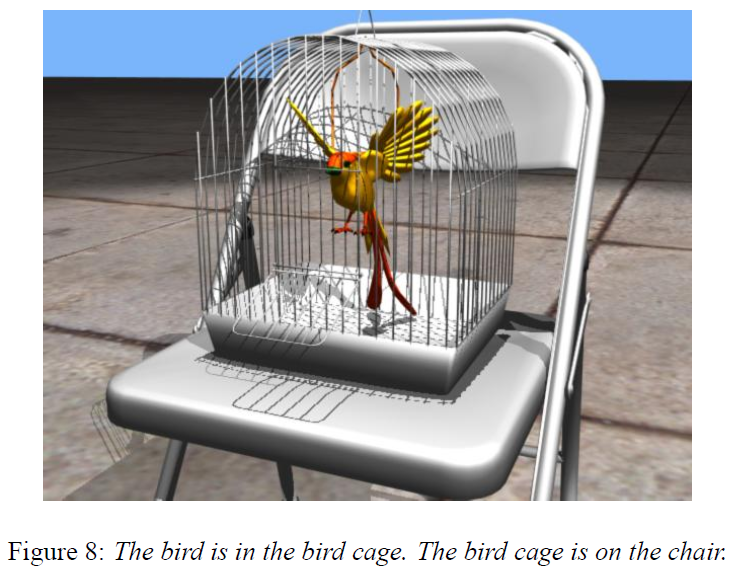 Figure 8: The bird is in the bird cage. The bird cage is on the chair.